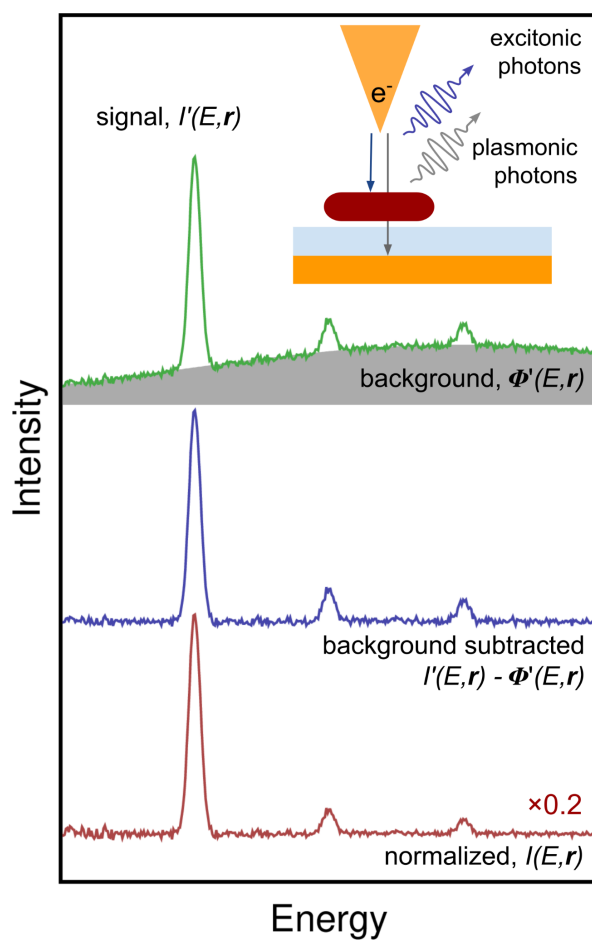 excitonic
photons
e-
signal, I'(E,r)
plasmonic
photons
background, Φ'(E,r)
Intensity
background subtracted
I'(E,r) - Φ'(E,r)
×0.2
normalized, I(E,r)
Energy